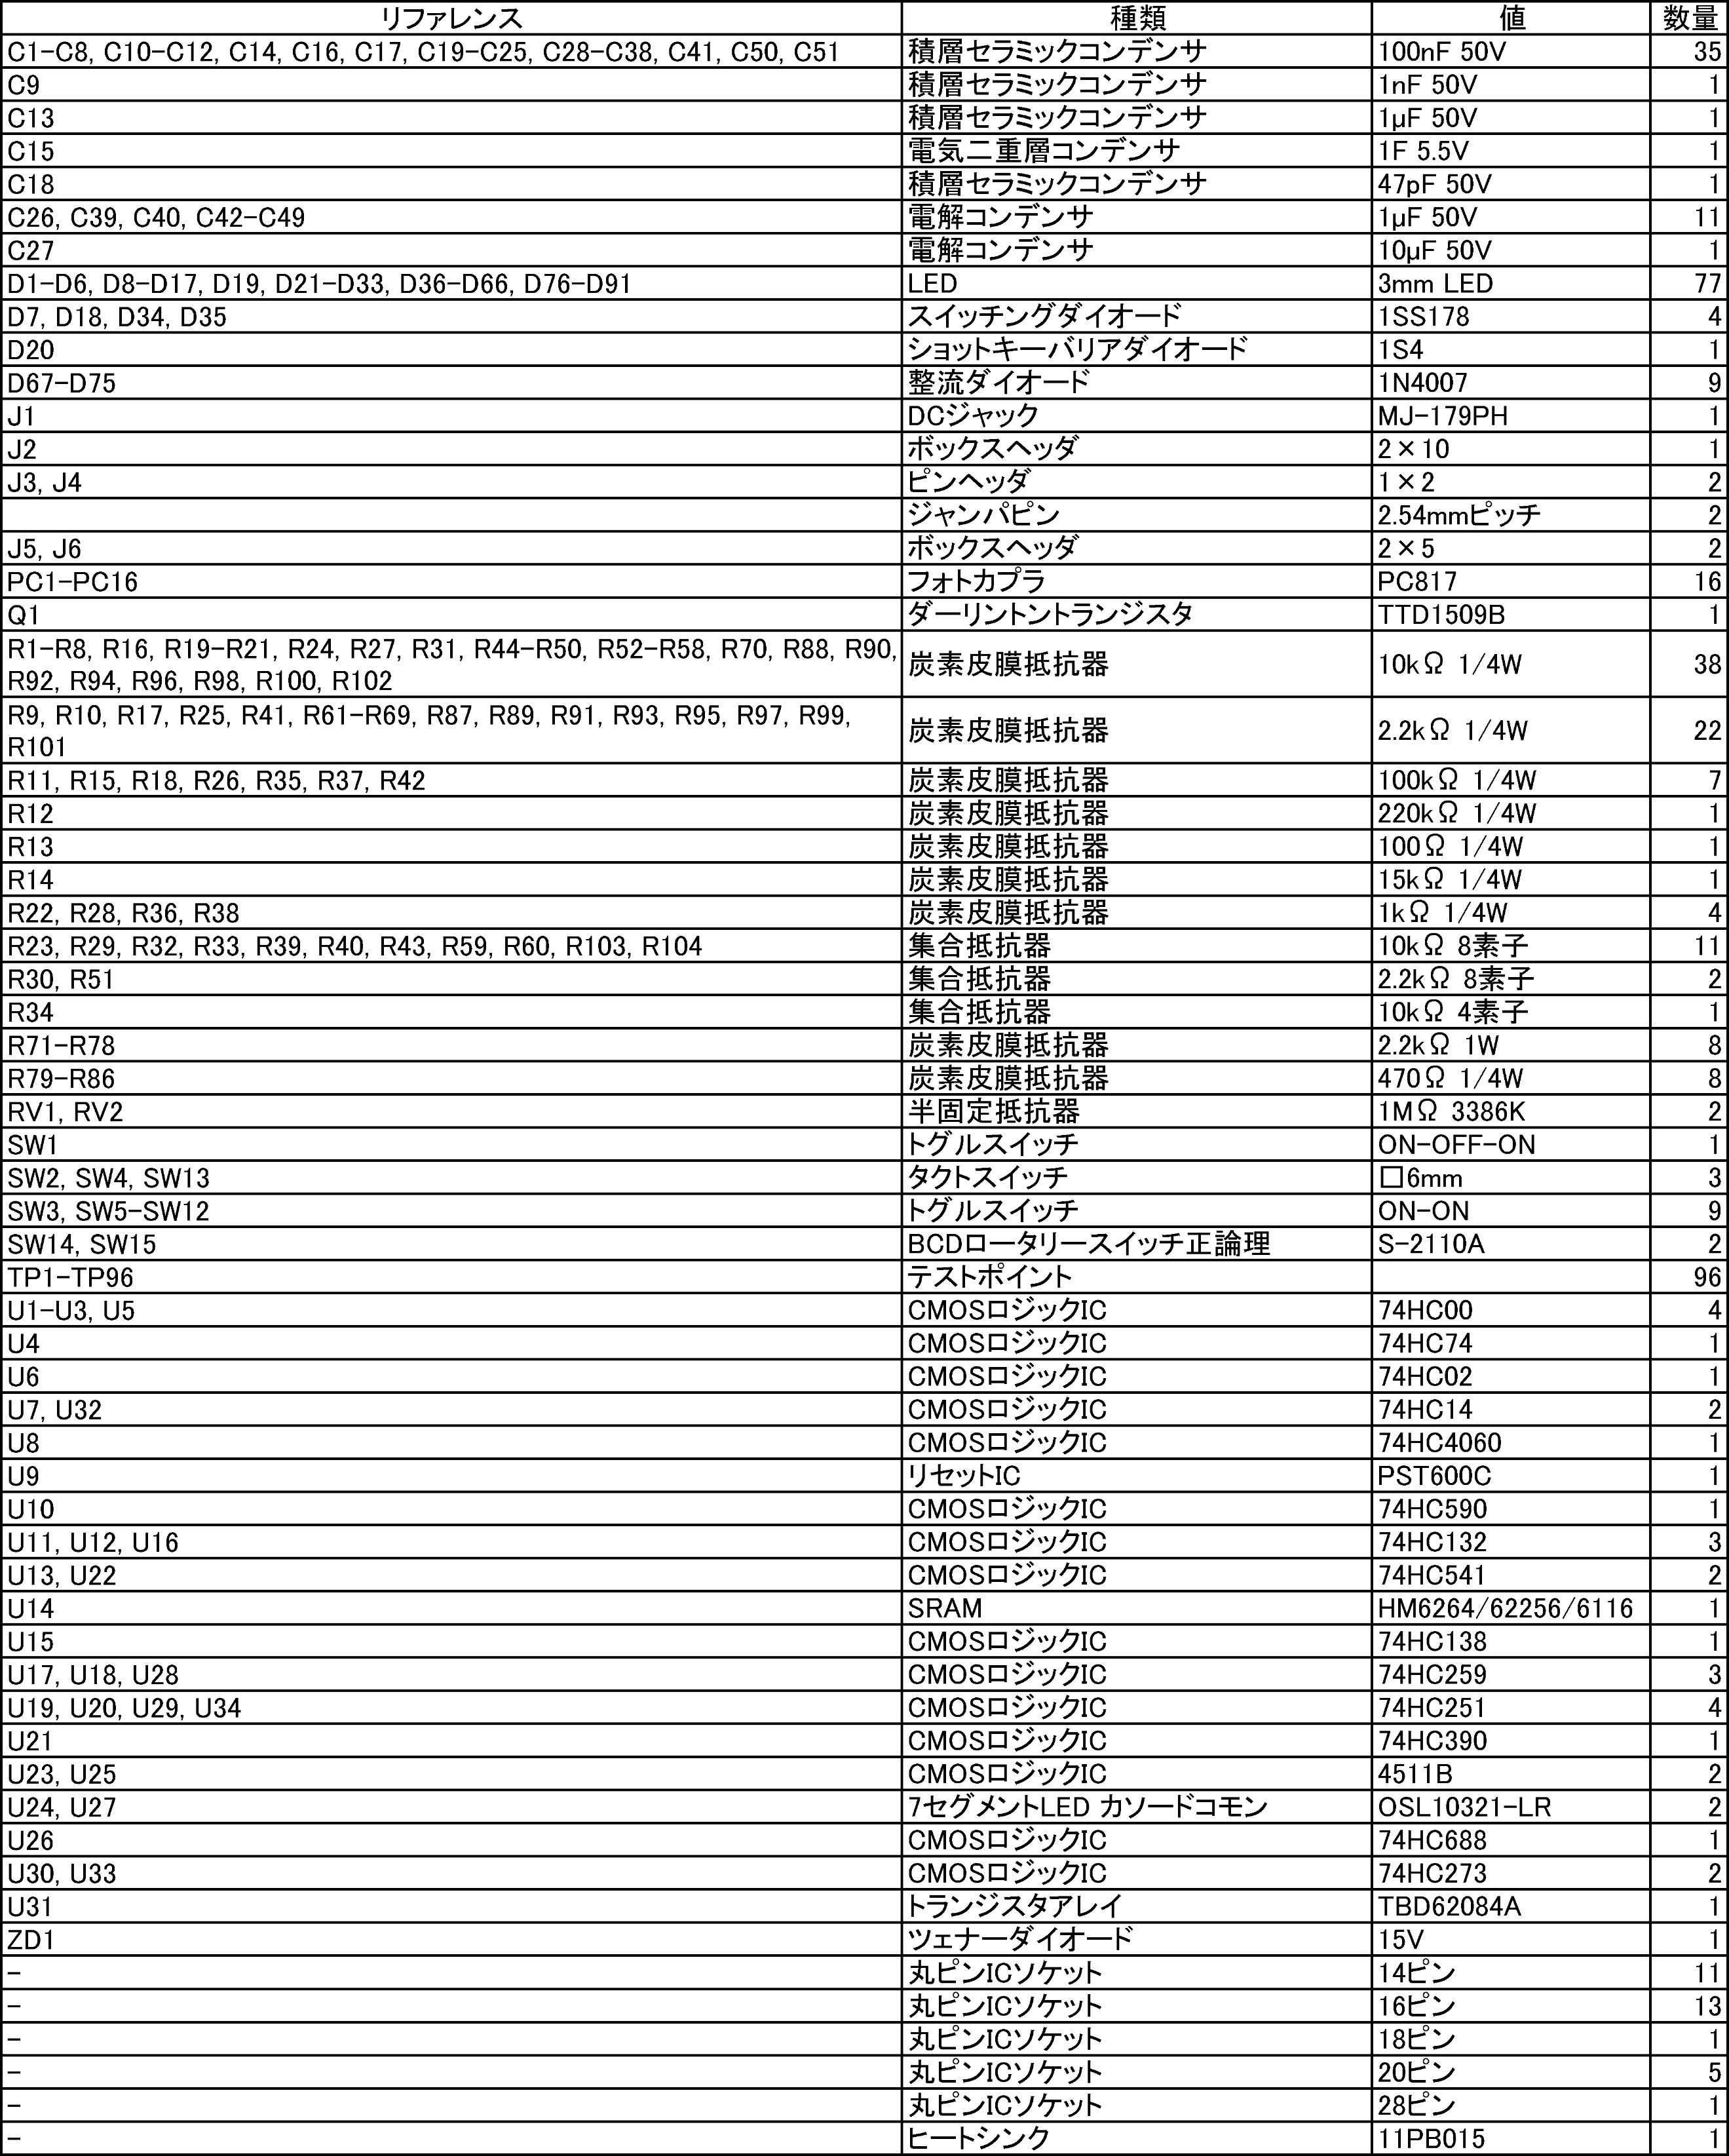 リファレンス 種類 値 数量
C1-C8, C10-C12, C14, C16, C17, C19-C25, C28-C38, C41, C50, C51 積層セラミックコンデンサ 100nF 50V 35
C9 積層セラミックコンデンサ 1nF 50V 1
C13 積層セラミックコンデンサ 1μF 50V 1
C15 電気二重層コンデンサ 1F 5.5V 1
C18 積層セラミックコンデンサ 47pF 50V 1
C26, C39, C40, C42-C49 電解コンデンサ 1μF 50V 11
C27 電解コンデンサ 10μF 50V 1
D1-D6, D8-D17, D19, D21-D33, D36-D66, D76-D91 LED 3mm LED 77
D7, D18, D34, D35 スイッチングダイオード 1SS178 4
D20 ショットキーバリアダイオード 1S4 1
D67-D75 整流ダイオード 1N4007 9
J1 DCジャック MJ-179PH 1
J2 ボックスヘッダ 2×10 1
J3, J4 ピンヘッダ 1×2 2
ジャンパピン 2.54mmピッチ 2
J5, J6 ボックスヘッダ 2×5 2
PC1-PC16 フォトカプラ PC817 16
Q1 ダーリントントランジスタ TTD1509B 1
R1-R8, R16, R19-R21, R24, R27, R31, R44-R50, R52-R58, R70, R88, R90,
R92, R94, R96, R98, R100, R102 炭素皮膜抵抗器 10kΩ 1/4W 38
R9, R10, R17, R25, R41, R61-R69, R87, R89, R91, R93, R95, R97, R99,
R101 炭素皮膜抵抗器 2.2kΩ 1/4W 22
R11, R15, R18, R26, R35, R37, R42 炭素皮膜抵抗器 100kΩ 1/4W 7
R12 炭素皮膜抵抗器 220kΩ 1/4W 1
R13 炭素皮膜抵抗器 100Ω 1/4W 1
R14 炭素皮膜抵抗器 15kΩ 1/4W 1
R22, R28, R36, R38 炭素皮膜抵抗器 1kΩ 1/4W 4
R23, R29, R32, R33, R39, R40, R43, R59, R60, R103, R104 集合抵抗器 10kΩ 8素子 11
R30, R51 集合抵抗器 2.2kΩ 8素子 2
R34 集合抵抗器 10kΩ 4素子 1
R71-R78 炭素皮膜抵抗器 2.2kΩ 1W 8
R79-R86 炭素皮膜抵抗器 470Ω 1/4W 8
RV1, RV2 半固定抵抗器 1MΩ 3386K 2
SW1 トグルスイッチ ON-OFF-ON 1
SW2, SW4, SW13 タクトスイッチ □6mm 3
SW3, SW5-SW12 トグルスイッチ ON-ON 9
SW14, SW15 BCDロータリースイッチ正論理 S-2110A 2
TP1-TP96 テストポイント 96
U1-U3, U5 CMOSロジックIC 74HC00 4
U4 CMOSロジックIC 74HC74 1
U6 CMOSロジックIC 74HC02 1
U7, U32 CMOSロジックIC 74HC14 2
U8 CMOSロジックIC 74HC4060 1
U9 リセットIC PST600C 1
U10 CMOSロジックIC 74HC590 1
U11, U12, U16 CMOSロジックIC 74HC132 3
U13, U22 CMOSロジックIC 74HC541 2
U14 SRAM HM6264/62256/6116 1
U15 CMOSロジックIC 74HC138 1
U17, U18, U28 CMOSロジックIC 74HC259 3
U19, U20, U29, U34 CMOSロジックIC 74HC251 4
U21 CMOSロジックIC 74HC390 1
U23, U25 CMOSロジックIC 4511B 2
U24, U27 7セグメントLED カソードコモン OSL10321-LR 2
U26 CMOSロジックIC 74HC688 1
U30, U33 CMOSロジックIC 74HC273 2
U31 トランジスタアレイ TBD62084A 1
ZD1 ツェナーダイオード 15V 1
- 丸ピンICソケット 14ピン 11
- 丸ピンICソケット 16ピン 13
- 丸ピンICソケット 18ピン 1
- 丸ピンICソケット 20ピン 5
- 丸ピンICソケット 28ピン 1
- ヒートシンク 11PB015 1